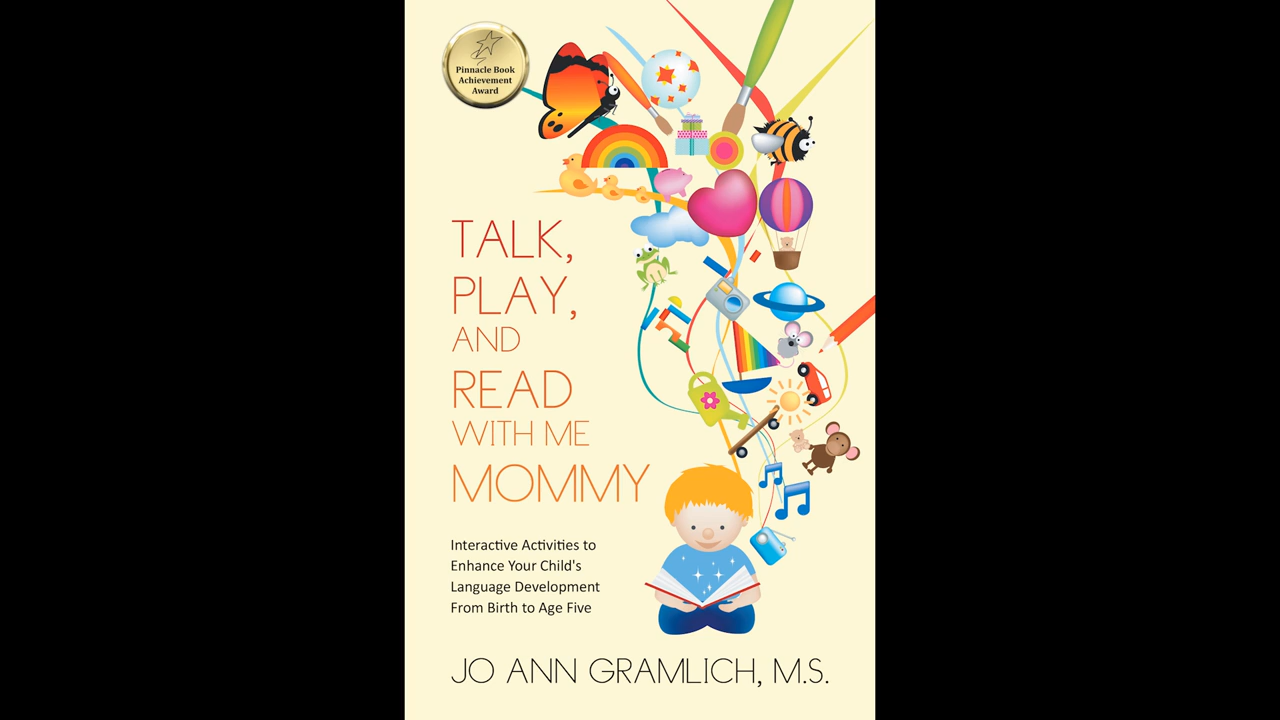 Pinnacle Book
Achievement
Award
TALK,
PLAY,
AND
READ
WITH ME
MOMMY
Interactive Activities to
Enhance Your Child's
Language Development
From Birth to Age Five
JO ANN GRAMLICH, M.S.